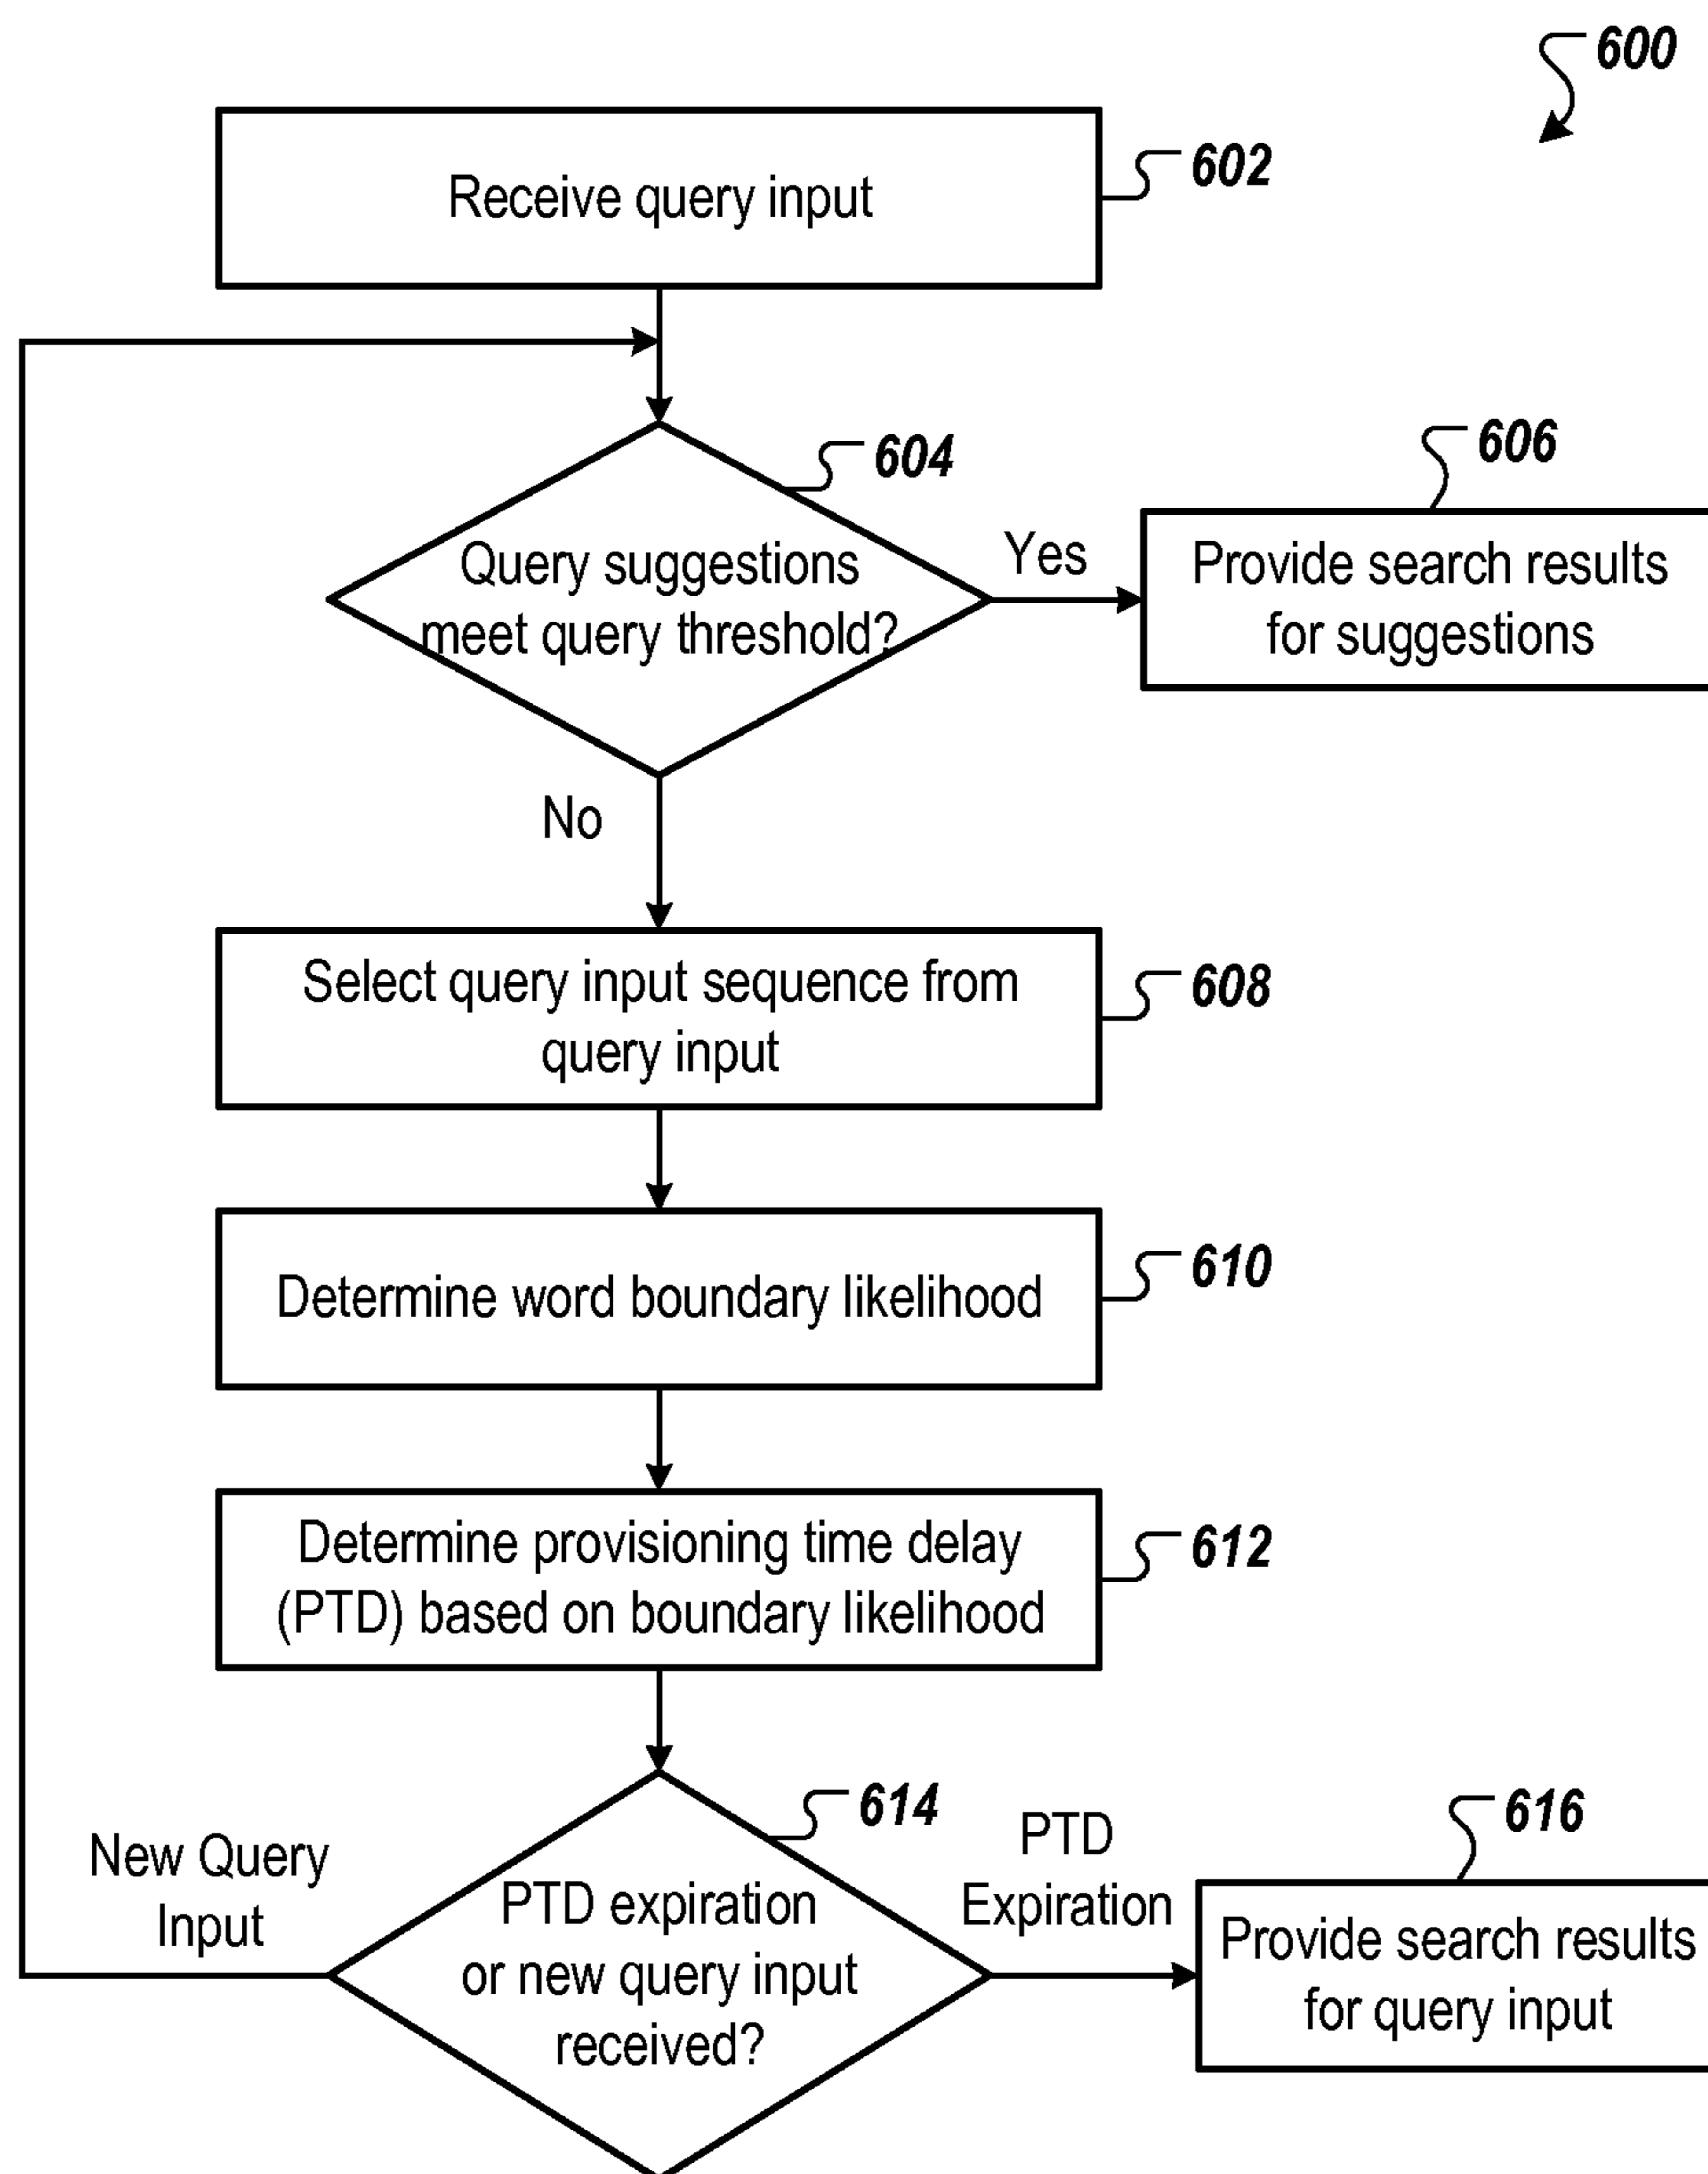 600
Receive query input
602
604
Query suggestions
meet query threshold?
Yes
606
Provide search results
for suggestions
No
Select query input sequence from
query input
608
Determine word boundary likelihood
610
Determine provisioning time delay
(PTD) based on boundary likelihood
612
614
New Query
Input
PTD expiration
or new query input
received?
PTD
Expiration
616
Provide search results
for query input